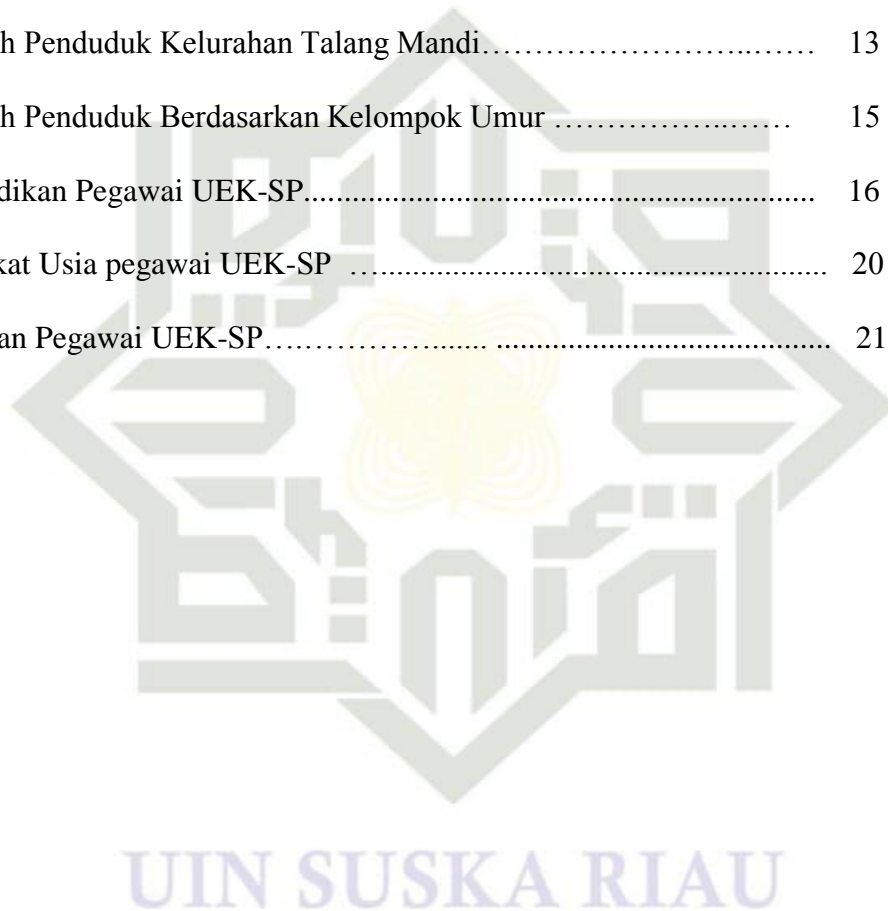 h Penduduk Kelurahan Talang Mandi…………………….…… 13
h Penduduk Berdasarkan Kelompok Umur ……………..…… 15
dikan Pegawai UEK-SP................................................................ 16
kat Usia pegawai UEK-SP ….......................................................... 20
an Pegawai UEK-SP….……………....... .......................................... 21
UIN SUSKA RIAU